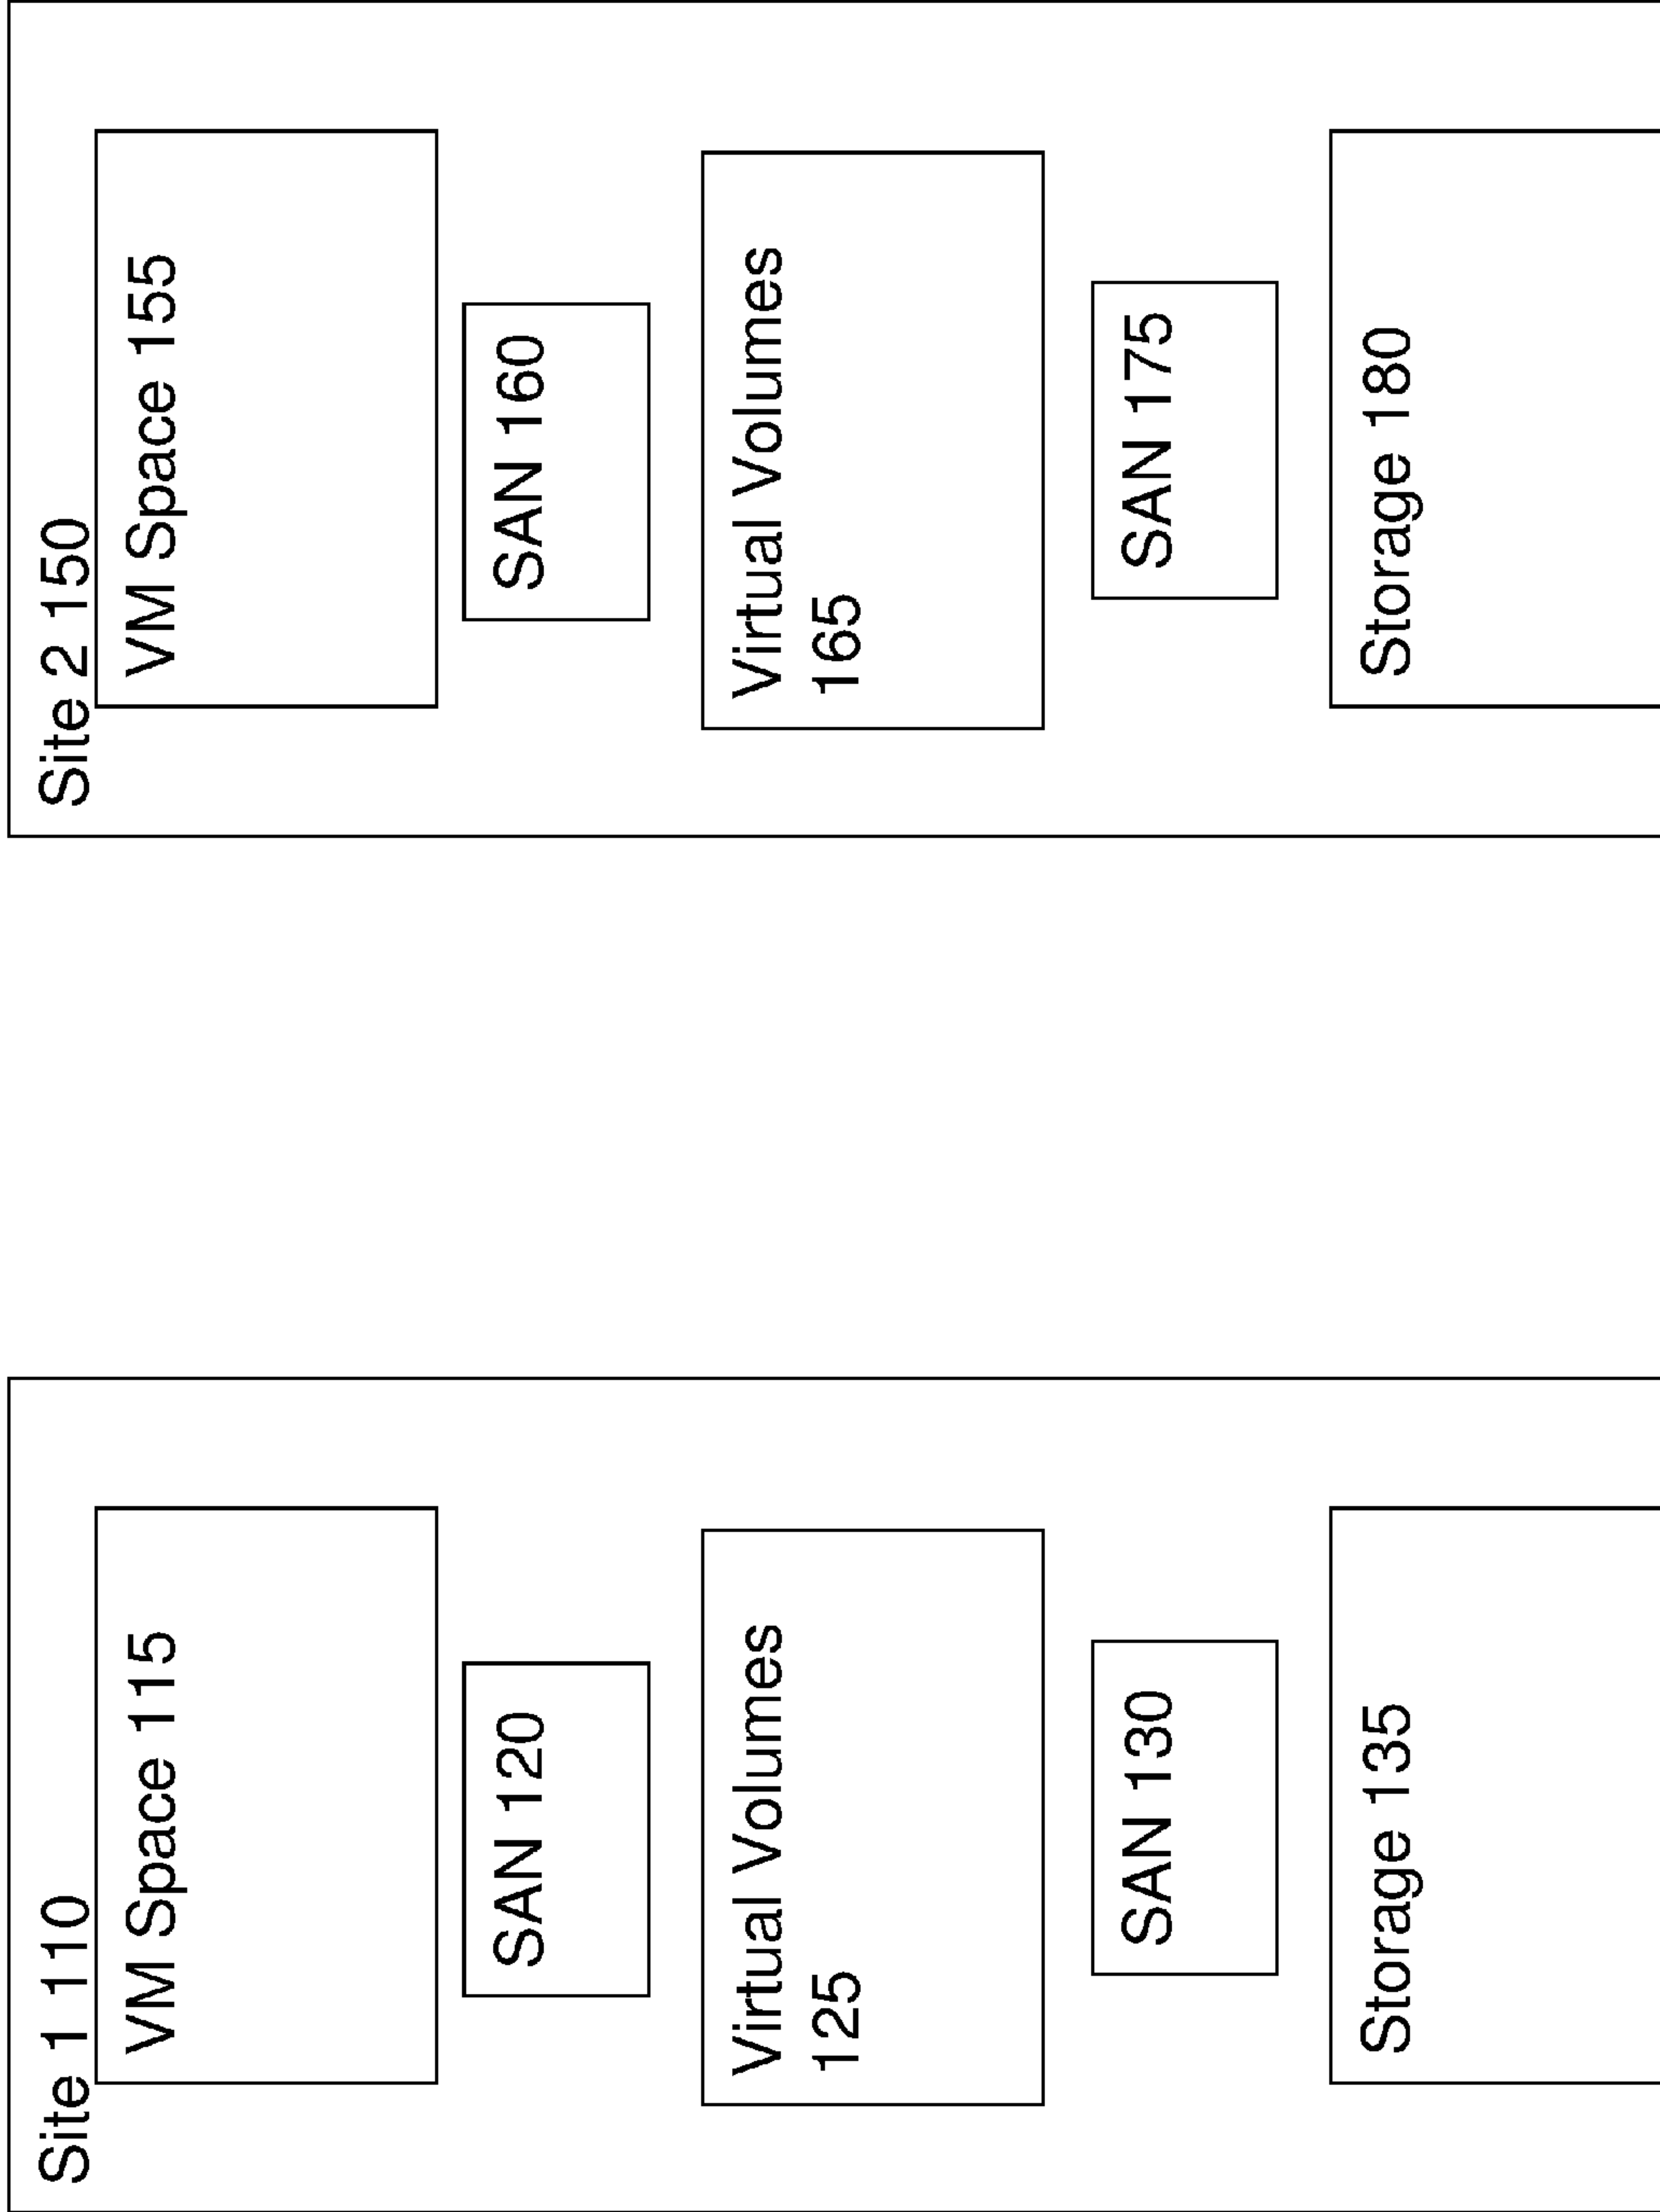 Site 1 110
VM Space 115
SAN 120
Virtual Volumes
125
SAN 130
Storage 135
Site 2 150
VM Space 155
SAN 160
Virtual Volumes
165
SAN 175
Storage 180